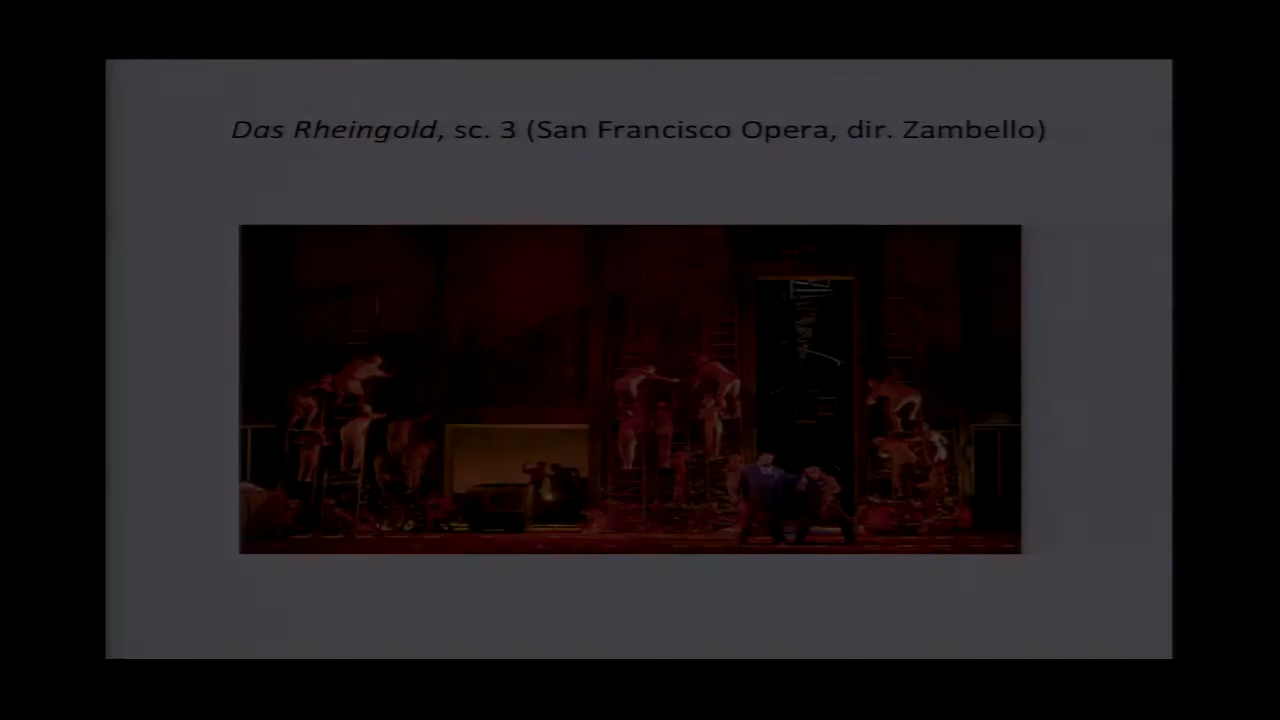 Das Rheingold, sc. 3 (San Francisco Opera, dir. Zambello)